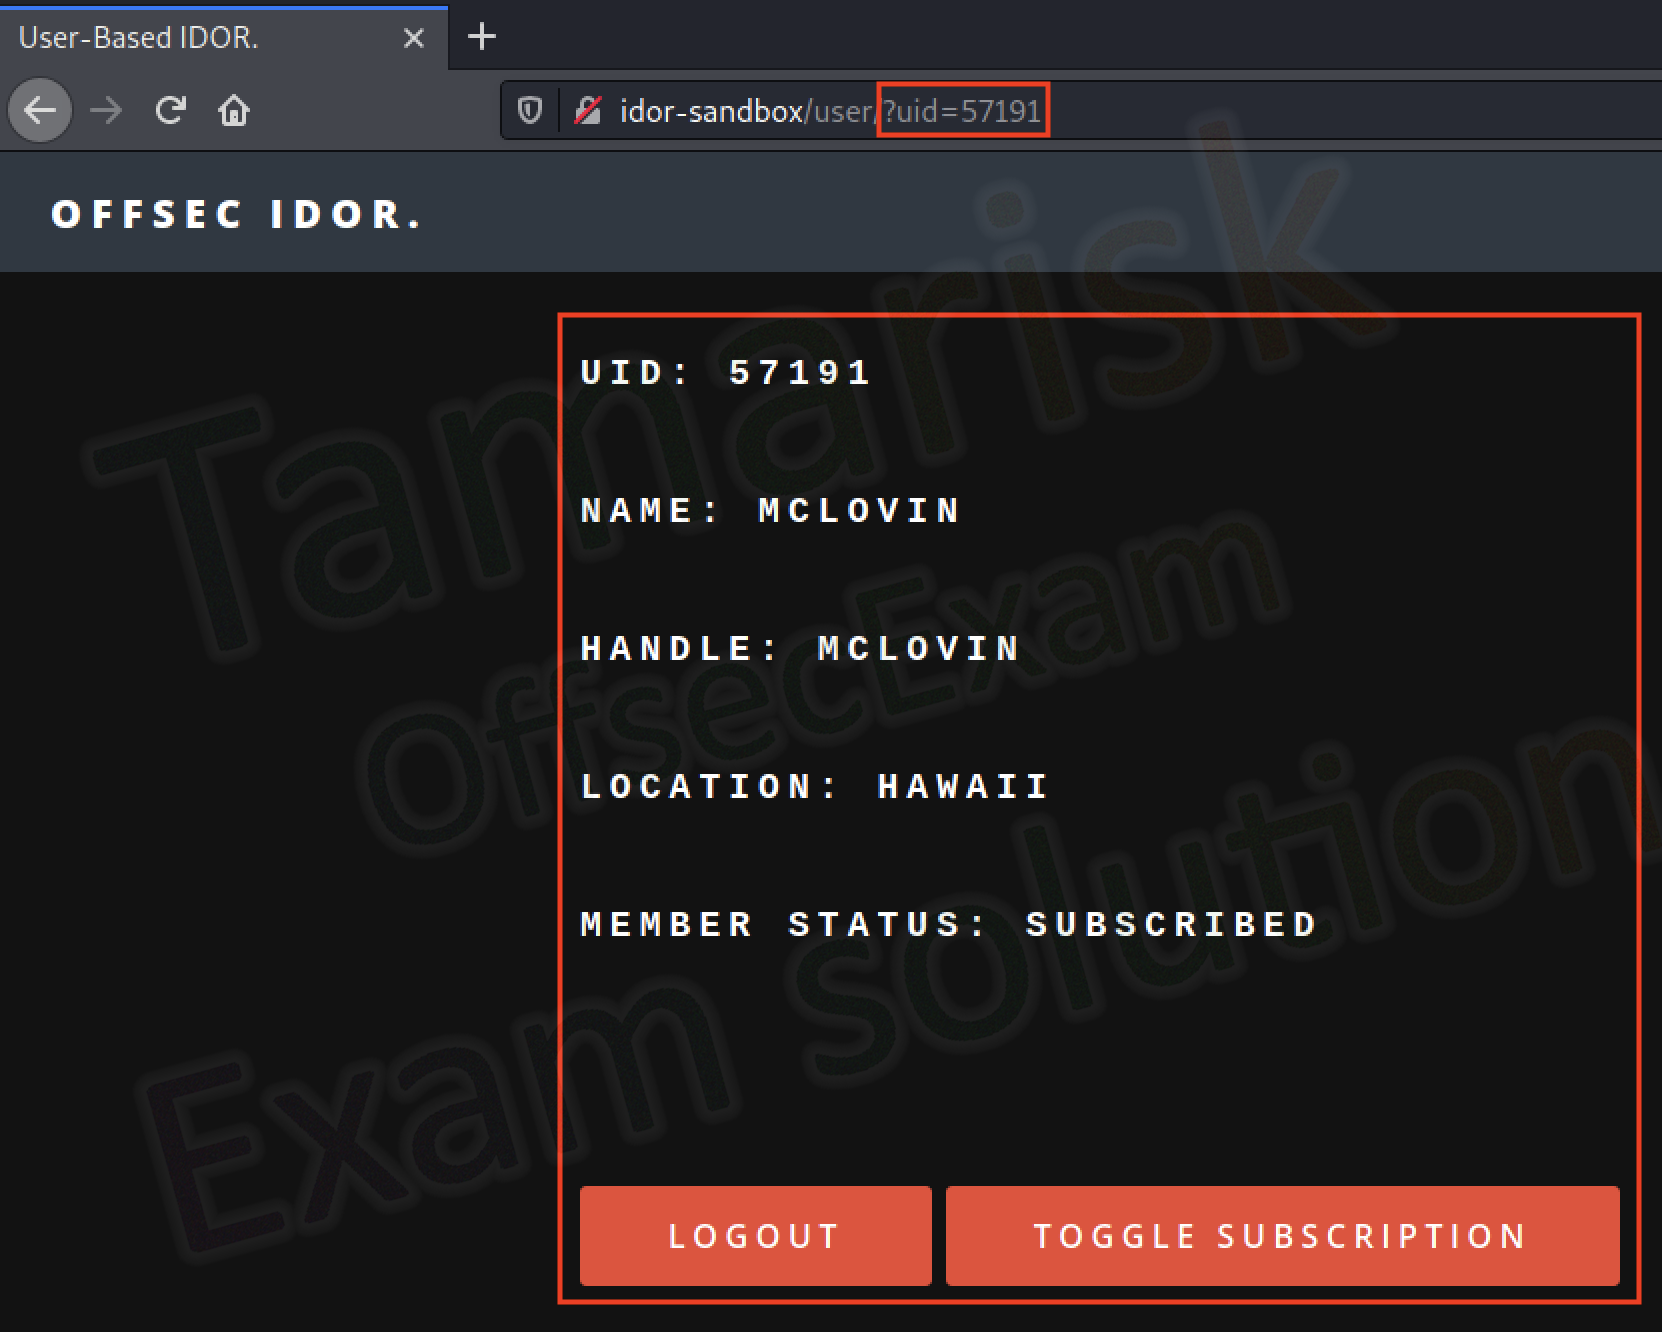 User-Based IDOR.
idor-sandbox/user/?uid=57191
OFFSEC IDOR.
UID: 57191
NAME: MCLOVIN
HANDLE: MCLOVIN
LOCATION: HAWAII
MEMBER STATUS: SUBSCRIBED
LOGOUT TOGGLE SUBSCRIPTION
Tamarisk
OffsecExam
Exam solution